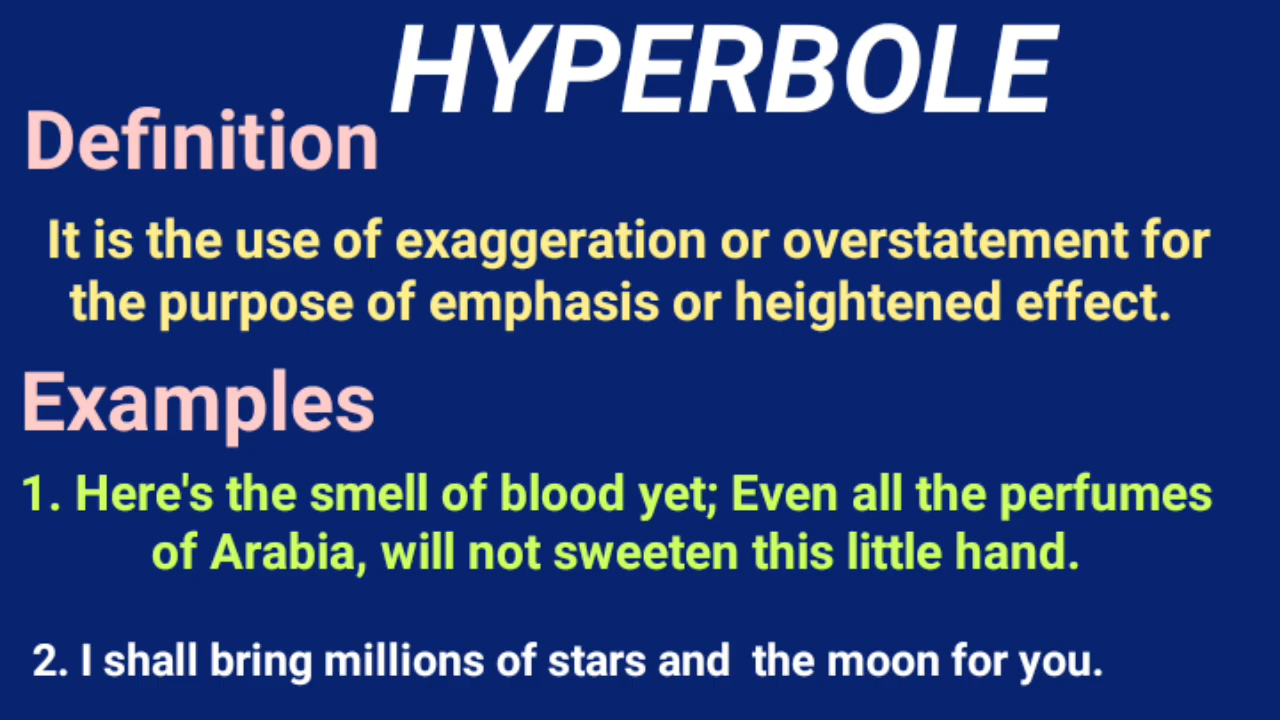 HYPERBOLE
Definition
It is the use of exaggeration or overstatement for
the purpose of emphasis or heightened effect.
Examples
1. Here's the smell of blood yet; Even all the perfumes
of Arabia, will not sweeten this little hand.
2. I shall bring millions of stars and the moon for you.